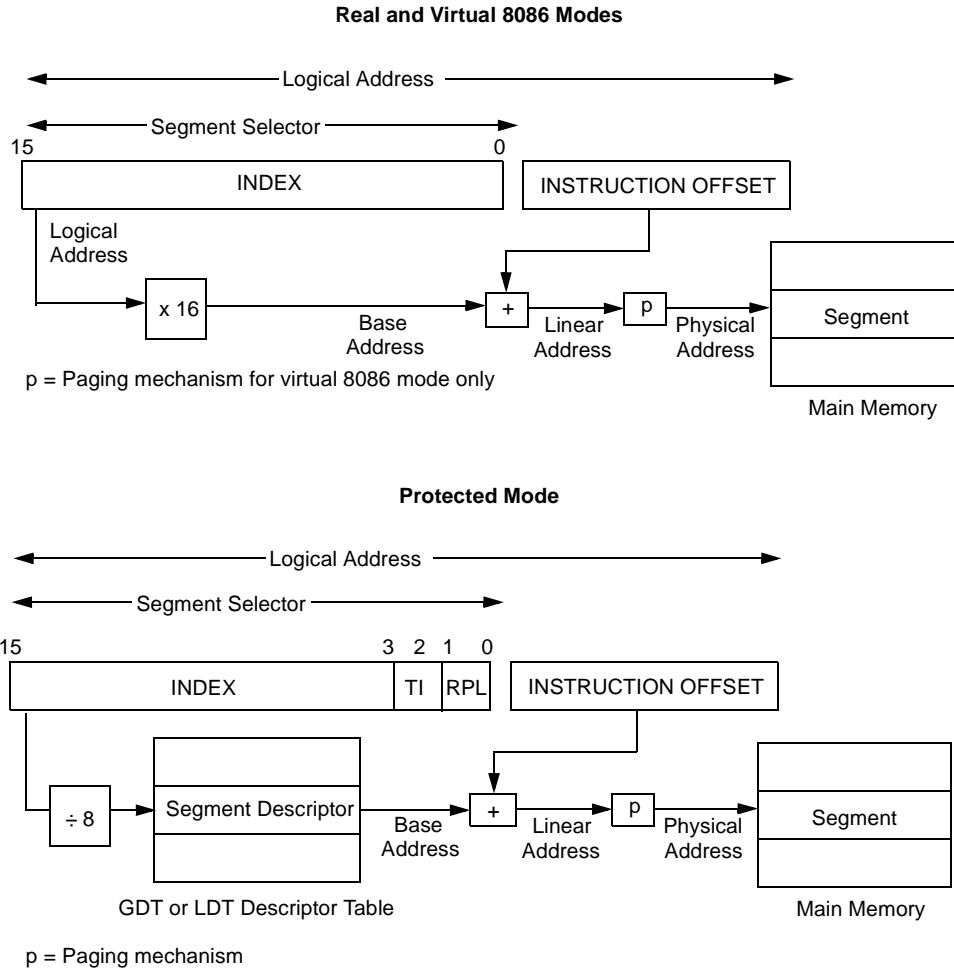 Real and Virtual 8086 Modes
Logical Address
Segment Selector
15 0
INDEX
INSTRUCTION OFFSET
Logical
Address
x 16
Base
Address
+
Linear
Address
p
Physical
Address
Segment
Main Memory
p = Paging mechanism for virtual 8086 mode only
Protected Mode
Logical Address
Segment Selector
15 3 2 1 0
INDEX
TI
RPL
INSTRUCTION OFFSET
÷ 8
Segment Descriptor
GDT or LDT Descriptor Table
Base
Address
+
Linear
Address
p
Physical
Address
Segment
Main Memory
p = Paging mechanism